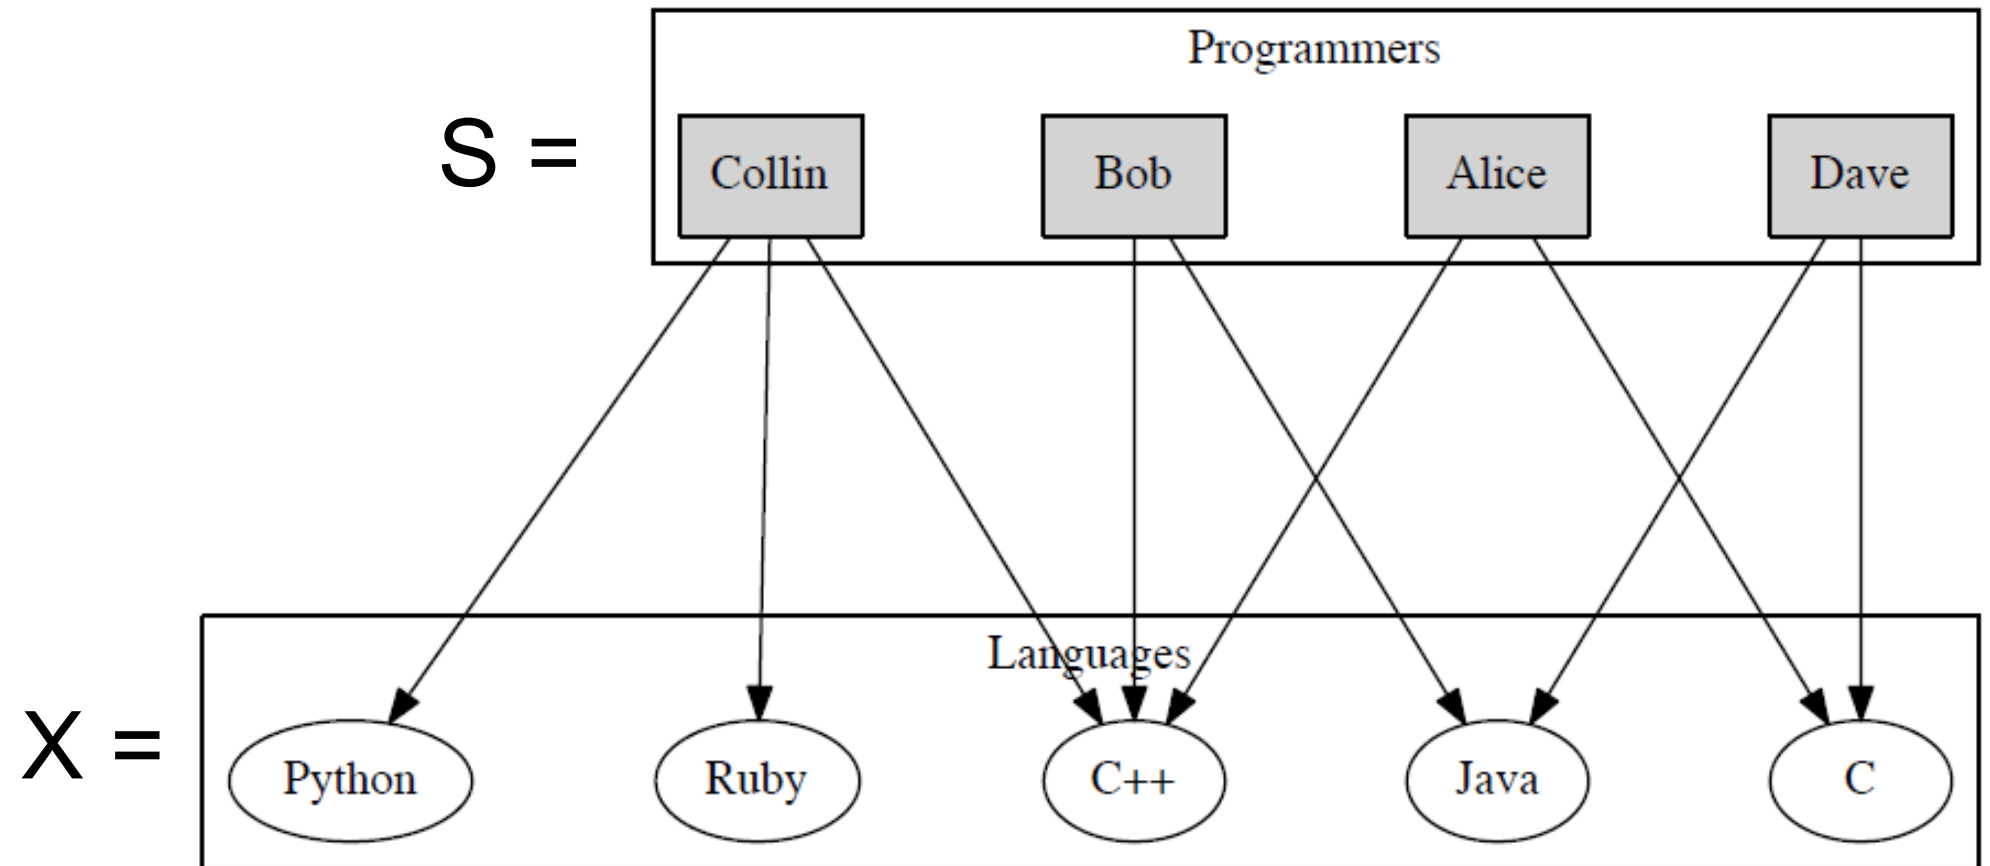 Programmers
S =
Collin Bob Alice Dave
Languages
X =
Python Ruby C++ Java C